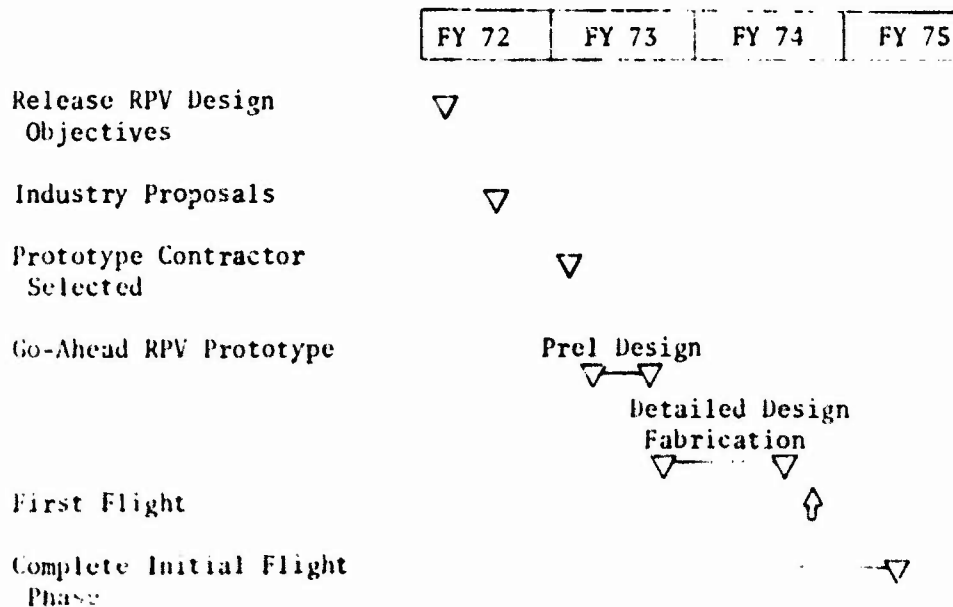 FY 72 FY 73 FY 74 FY 75
Release RPV Design
Objectives
Industry Proposals
Prototype Contractor
Selected
Go-Ahead RPV Prototype
Prel Design
Detailed Design
Fabrication
First Flight
Complete Initial Flight
Phase